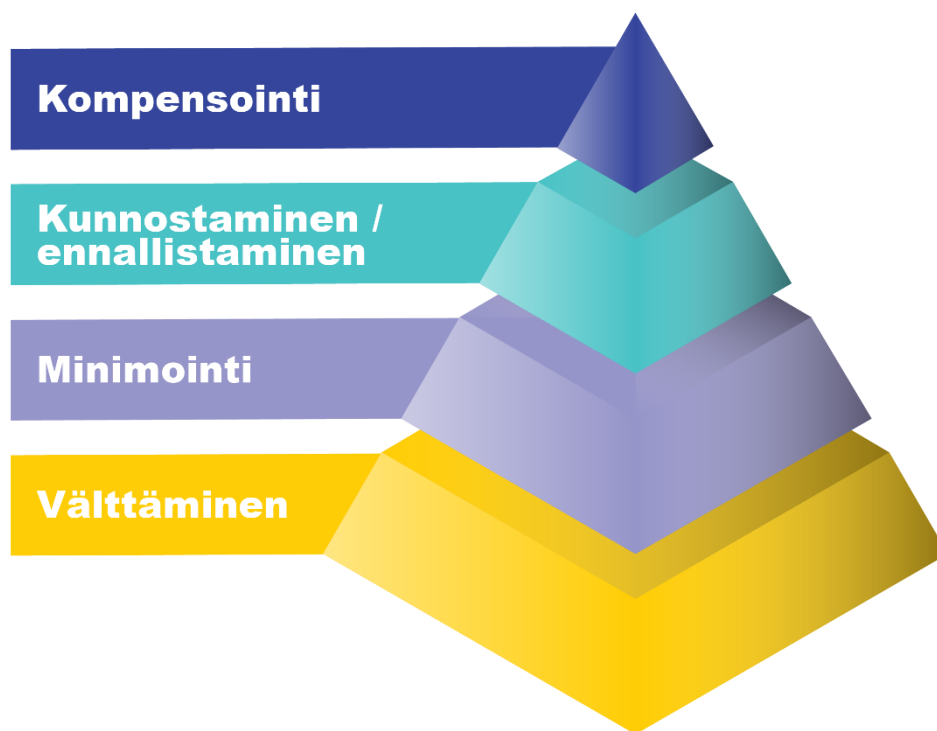 Kompensointi
Kunnostaminen /
ennallistaminen
Minimointi
Välttäminen